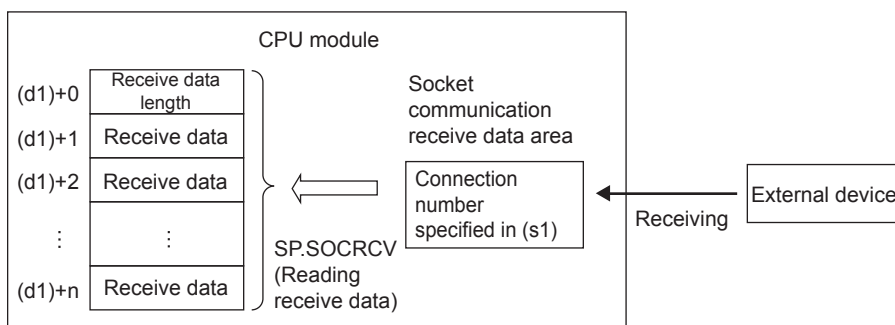 CPU module
(d1)+0
Receive data
length
(d1)+1
Receive data
(d1)+2
Receive data
⋮
⋮
(d1)+n
Receive data
SP.SOCRCV
(Reading
receive data)
Socket
communication
receive data area
Connection
number
specified in (s1)
Receiving
External device